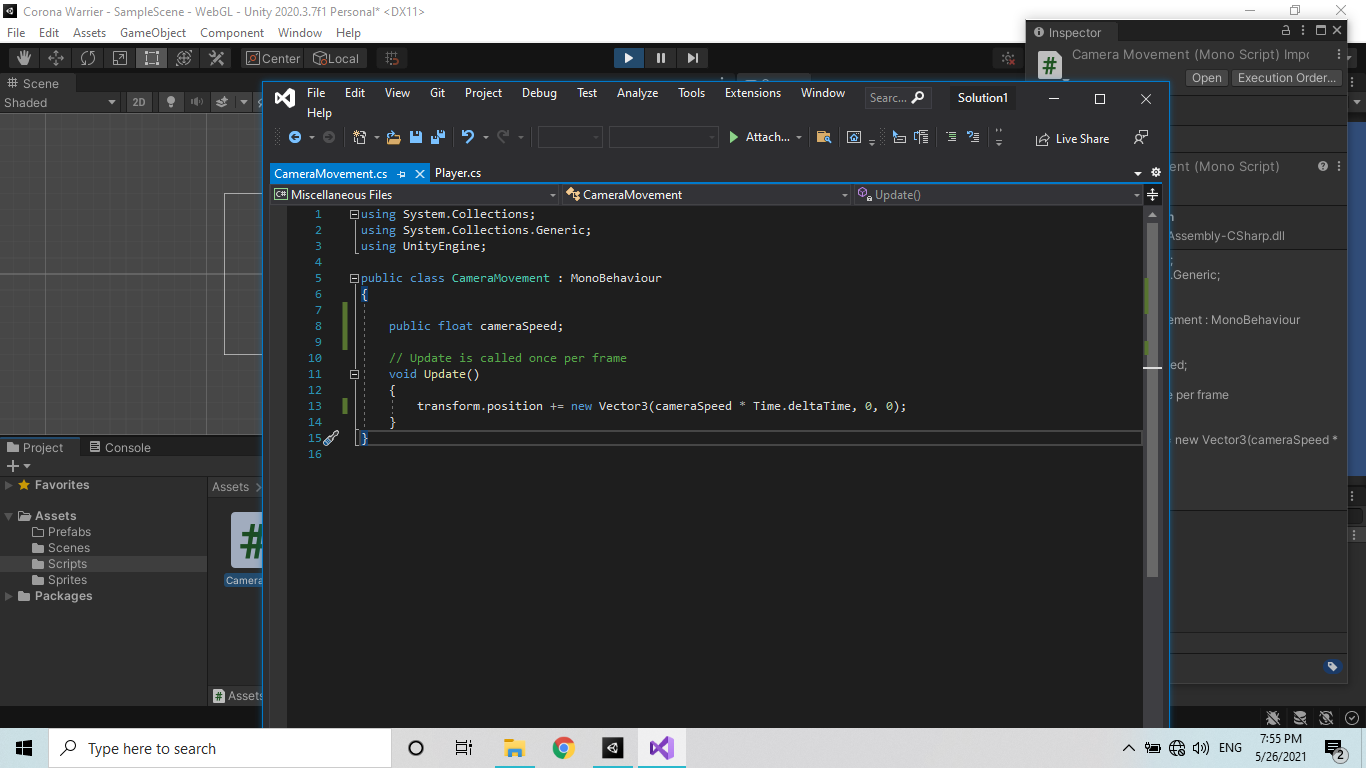 Corona Warrier - SampleScene - WebGL - Unity 2020.3.7f1 Personal* <DX11>
File Edit Assets GameObject Component Window Help
Center Local
Inspector
Camera Movement (Mono Script) Impo
Open Execution Order...
Scene
Shaded 2D
File Edit View Git Project Debug Test Analyze Tools Extensions Window Searc... Solution1
Help
Attach... Live Share
CameraMovement.cs Player.cs
Miscellaneous Files CameraMovement Update()
1 using System.Collections;
2 using System.Collections.Generic;
3 using UnityEngine;
4
5 public class CameraMovement : MonoBehaviour
6 {
7
8 public float cameraSpeed;
9
10 // Update is called once per frame
11 void Update()
12 {
13 transform.position += new Vector3(cameraSpeed * Time.deltaTime, 0, 0);
14 }
15 }
16
ent (Mono Script)
n
Assembly-CSharp.dll
;
.Generic;
ement : MonoBehaviour
ed;
e per frame
new Vector3(cameraSpeed *
Project Console
Favorites
Assets
Prefabs
Scenes
Scripts
Sprites
Packages
Assets >
#
Camera
Assets
Type here to search
ENG
7:55 PM
5/26/2021
2